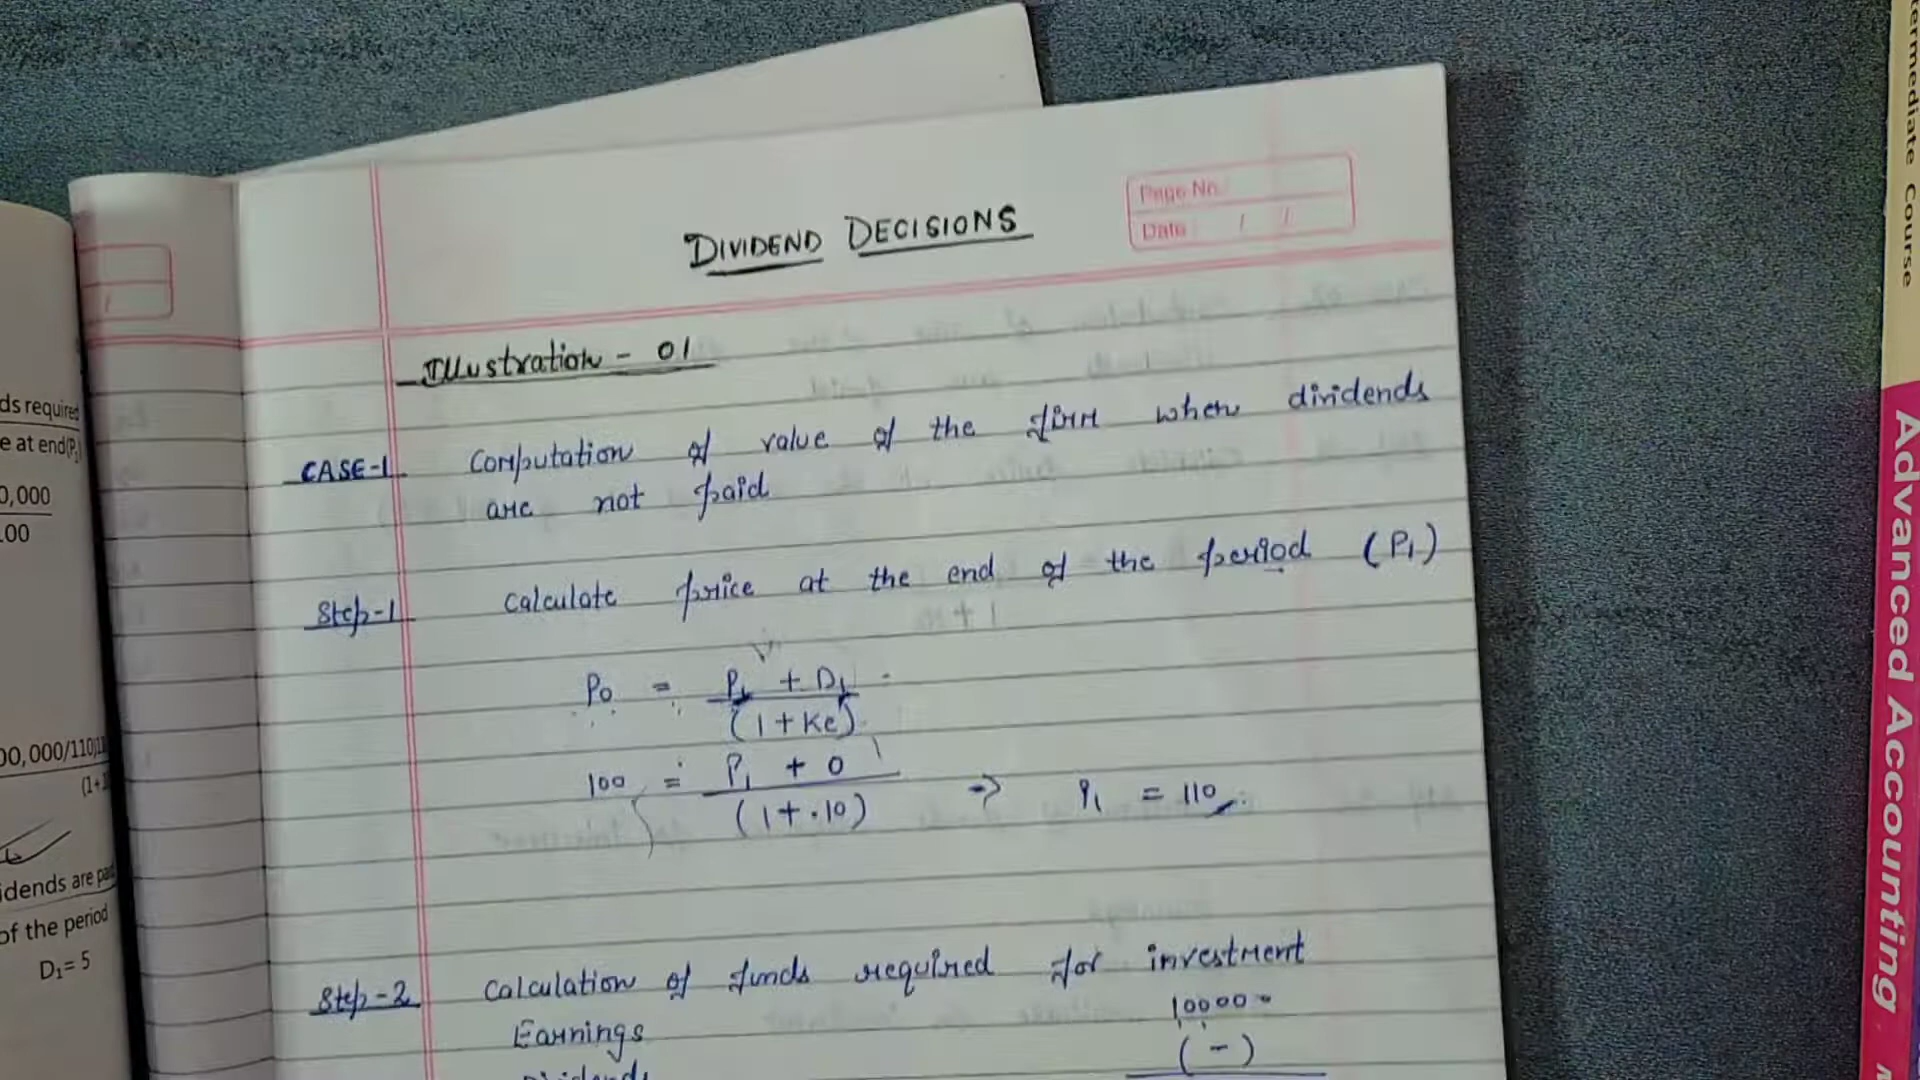 DIVIDEND DECISIONS
Page No.
Date / /
Illustration - 01
CASE-1 Computation of value of the firm when dividends
are not paid
Step-1 Calculate price at the end of the period (P1)
P0 = P1 + D1
(1+Ke)
100 = P1 + 0
(1+.10) → P1 = 110
Step-2 Calculation of funds required for investment
Earnings 100000
(-)
ds required
e at end(P1)
0,000
.00
00,000/110
(1+
idends are pa
of the period
D₁= 5
termediate Course
Advanced Accounting